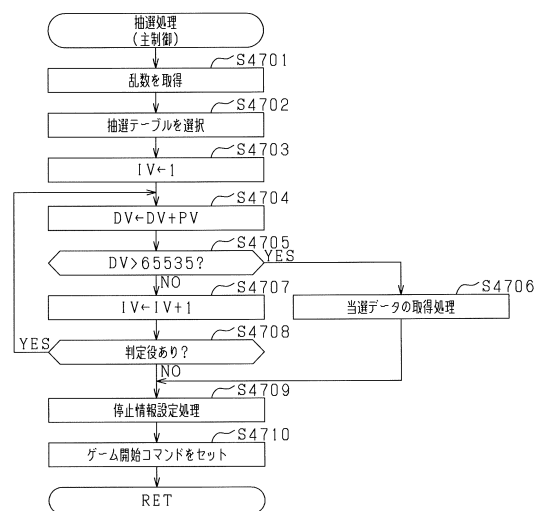 抽選処理
(主制御)
S4701
乱数を取得
S4702
抽選テーブルを選択
S4703
IV←1
S4704
DV←DV+PV
S4705
DV>65535?
YES
NO
S4706
当選データの取得処理
S4707
IV←IV+1
S4708
判定役あり?
YES
NO
S4709
停止情報設定処理
S4710
ゲーム開始コマンドをセット
RET